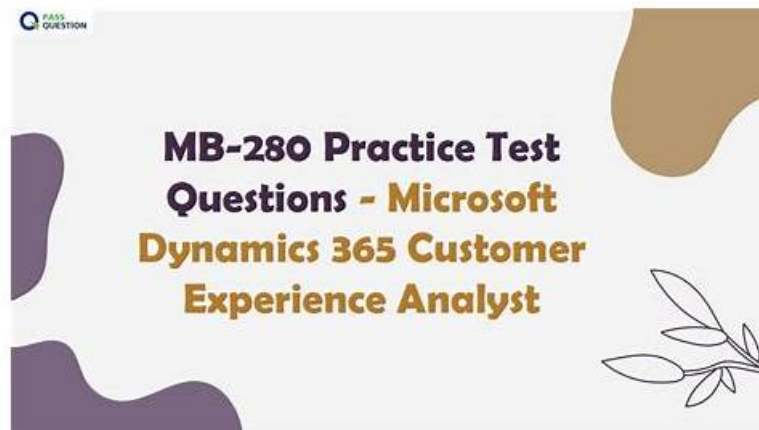 PASS
QUESTION
MB-280 Practice Test
Questions - Microsoft
Dynamics 365 Customer
Experience Analyst